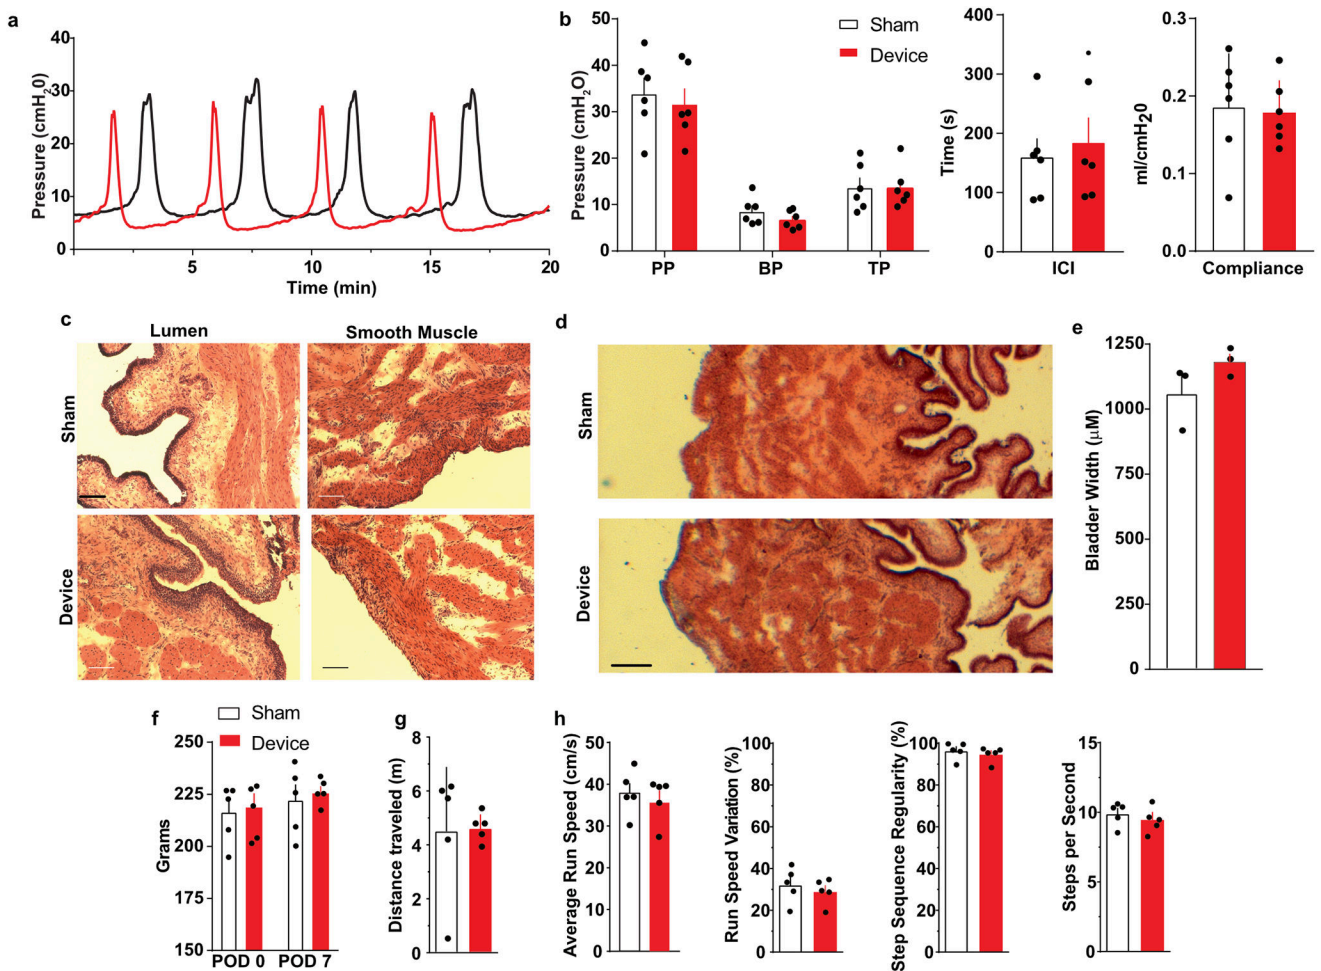 a
Pressure (cmH20)
40
30
20
10
0
5
10
15
20
Time (min)
b
Sham
Device
Pressure (cmH2O)
50
40
30
20
10
0
PP
BP
TP
Time (s)
400
300
200
100
0
ICI
ml/cmH20
0.3
0.2
0.1
0.0
Compliance
c
Lumen
Smooth Muscle
Sham
Device
d
Sham
Device
e
Bladder Width (μM)
1250
1000
750
500
250
0
f
Sham
Device
Grams
250
225
200
175
150
POD 0
POD 7
g
Distance traveled (m)
8
6
4
2
0
h
Average Run Speed (cm/s)
50
40
30
20
10
0
Run Speed Variation (%)
100
80
60
40
20
0
Step Sequence Regularity (%)
100
80
60
40
20
0
Steps per Second
15
10
5
0